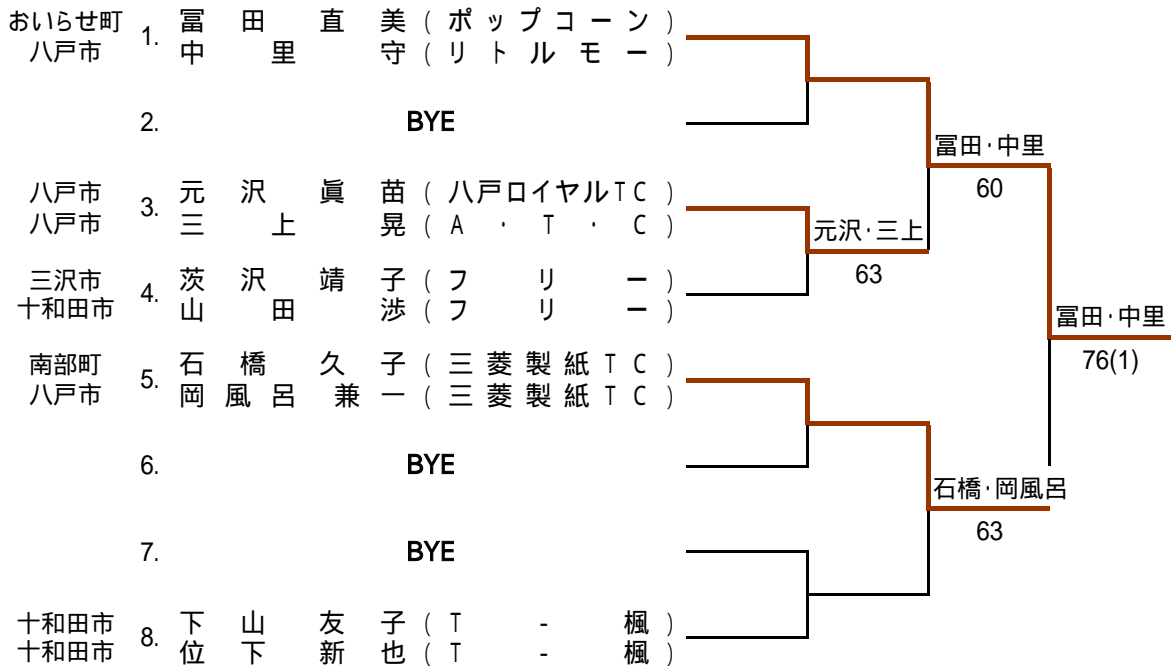 おいらせ町 1. 冨田 直美 (ポップコーン)
八戸市 中里 守 (リトルモー)
2. BYE
冨田・中里
60
八戸市 3. 元沢 眞苗 (八戸ロイヤルTC)
八戸市 三上 晃 (A・T・C)
元沢・三上
63
三沢市 4. 茨沢 靖子 (フリー)
十和田市 山田 渉 (フリー)
冨田・中里
76(1)
南部町 5. 石橋 久子 (三菱製紙TC)
八戸市 岡風呂 兼一 (三菱製紙TC)
6. BYE
石橋・岡風呂
63
7. BYE
十和田市 8. 下山 友子 (T-楓)
十和田市 位下 新也 (T-楓)